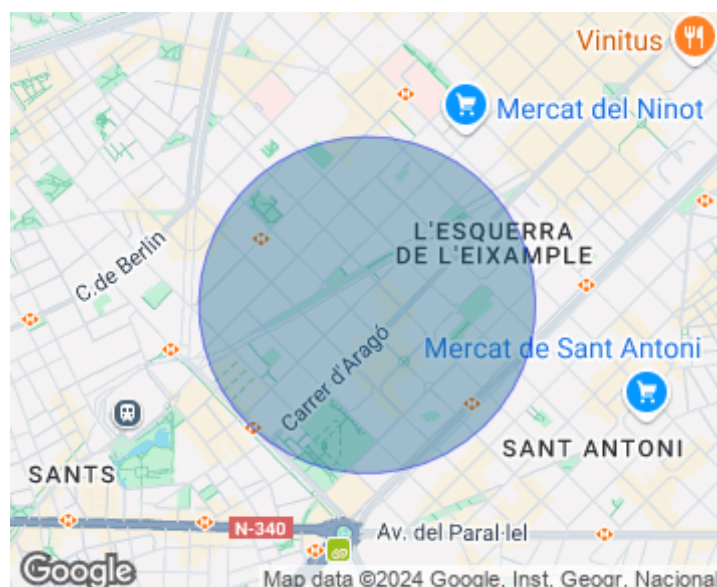 Vinitus
Mercat del Ninot
L'ESQUERRA
DE L'EIXAMPLE
C. de Berlin
Carrer d'Aragó
Mercat de Sant Antoni
SANT ANTONI
SANTS
N-340
Av. del Paral·lel
Google
Map data ©2024 Google, Inst. Geogr. Nacional